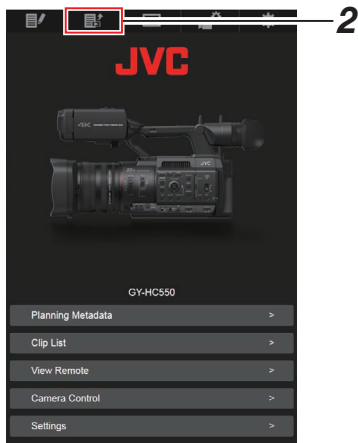 2
JVC
GY-HC550
Planning Metadata >
Clip List >
View Remote >
Camera Control >
Settings >